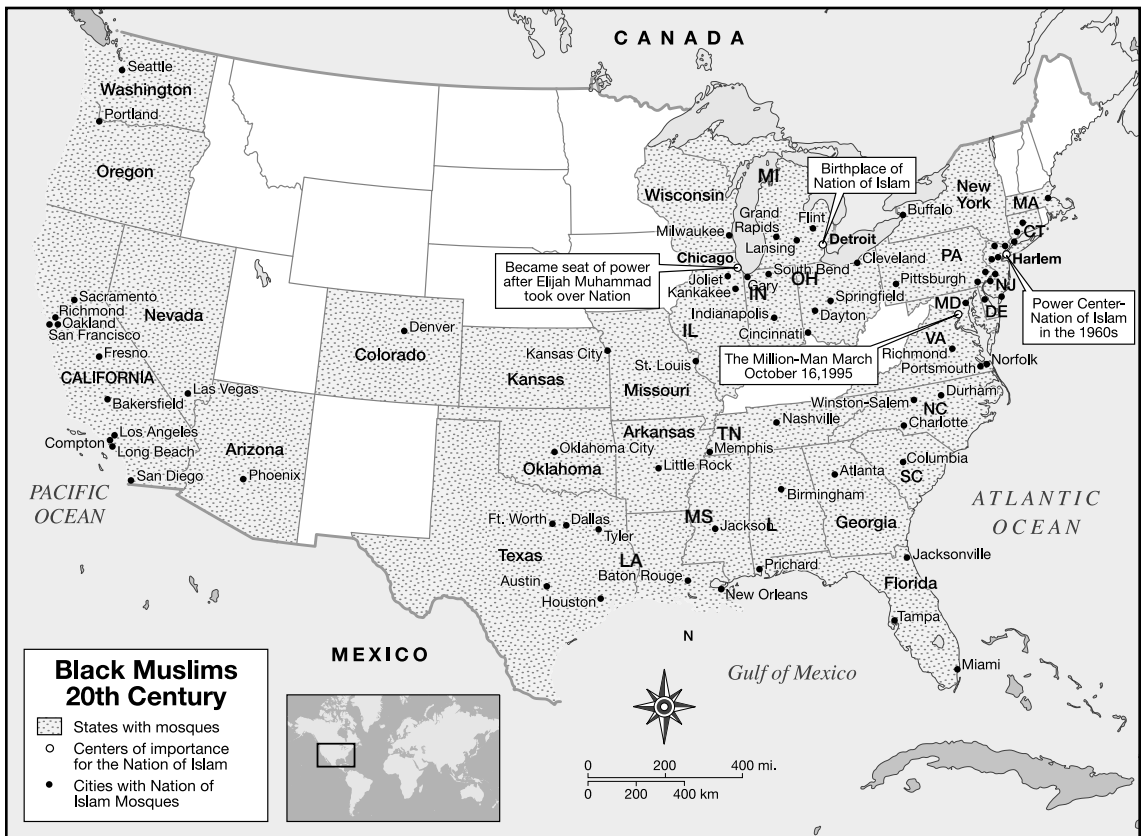 CANADA
Seattle
Washington
Portland
Oregon
Birthplace of
Nation of Islam
MI
Wisconsin
New
York
MA
Grand
Rapids
Flint
Buffalo
Milwaukee
Lansing
Detroit
CT
Chicago
Cleveland
PA
Harlem
Became seat of power
after Elijah Muhammad
took over Nation
South Bend
OH
Joliet
Gary
Pittsburgh
NJ
Kankakee
IN
Springfield
MD
DE
Power Center-
Nation of Islam
in the 1960s
Sacramento
Richmond
Nevada
Oakland
San Francisco
Denver
Indianapolis
Dayton
IL
Cincinnati
VA
Fresno
Colorado
Kansas City
St. Louis
The Million-Man March
October 16,1995
Richmond
Norfolk
Portsmouth
CALIFORNIA
Las Vegas
Kansas
Missouri
Bakersfield
Durham
Winston-Salem
NC
Nashville
Charlotte
Los Angeles
Compton
Long Beach
Arizona
Arkansas
TN
Memphis
Oklahoma City
Oklahoma
Little Rock
Columbia
SC
Atlanta
San Diego
Phoenix
Birmingham
PACIFIC
OCEAN
ATLANTIC
OCEAN
Ft. Worth
Dallas
Tyler
MS
Jackson
L
Georgia
Texas
LA
Jacksonville
Austin
Baton Rouge
Prichard
Florida
Houston
New Orleans
Tampa
N
MEXICO
Gulf of Mexico
Miami
Black Muslims
20th Century
States with mosques
Centers of importance
for the Nation of Islam
Cities with Nation of
Islam Mosques
0 200 400 mi.
0 200 400 km